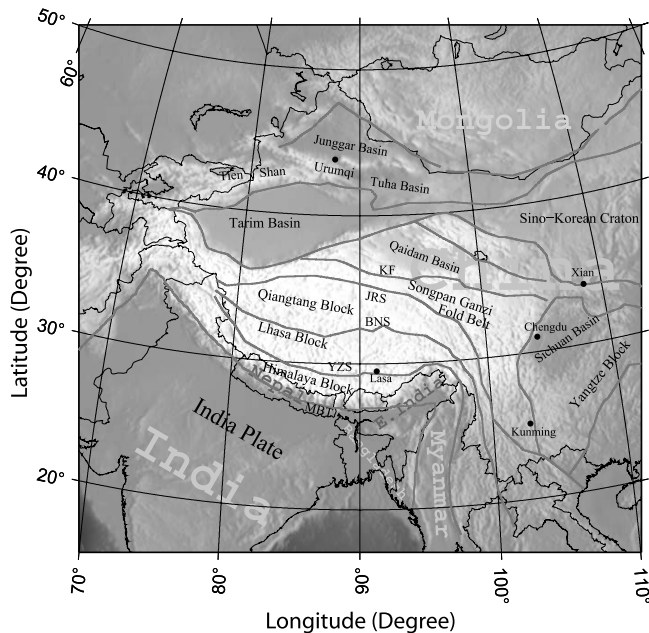 50°
60°
Mongolia
Junggar Basin
Tien Shan
Urumqi
Tuha Basin
40°
Tarim Basin
Sino-Korean Craton
Qaidam Basin
China
KF
Xian
Songpan Ganzi
Fold Belt
Qiangtang Block
JRS
BNS
Lhasa Block
Chengdu
Sichuan Basin
30°
YZS
Lasa
Himalaya Block
Nepal
MBT
E. India
Yangtze Block
India Plate
India
Myanmar
Kunming
20°
70°
80°
90°
100°
110°
Latitude (Degree)
Longitude (Degree)